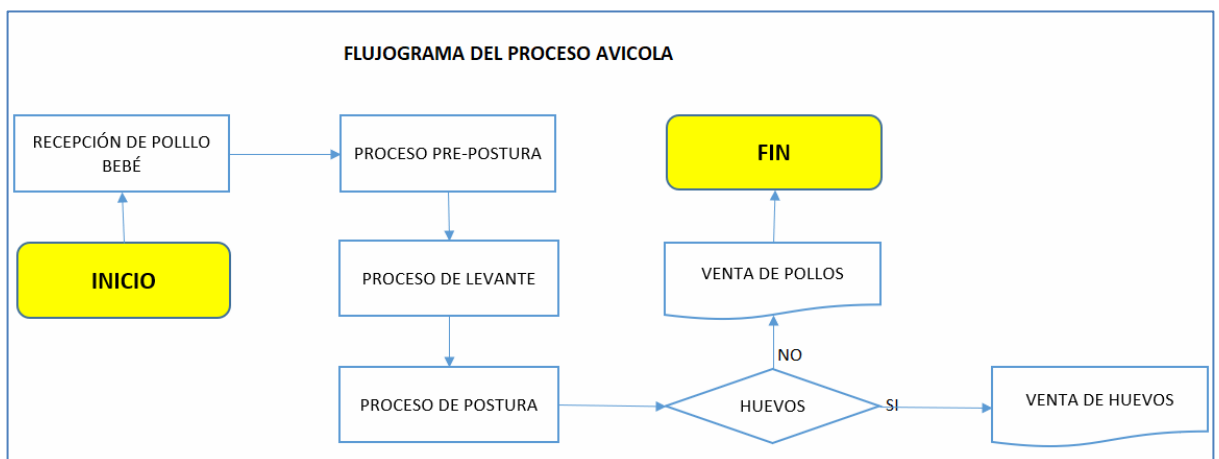 FLUJOGRAMA DEL PROCESO AVICOLA
RECEPCIÓN DE POLLLO
BEBÉ
PROCESO PRE-POSTURA
FIN
INICIO
PROCESO DE LEVANTE
VENTA DE POLLOS
NO
PROCESO DE POSTURA
HUEVOS
SI
VENTA DE HUEVOS